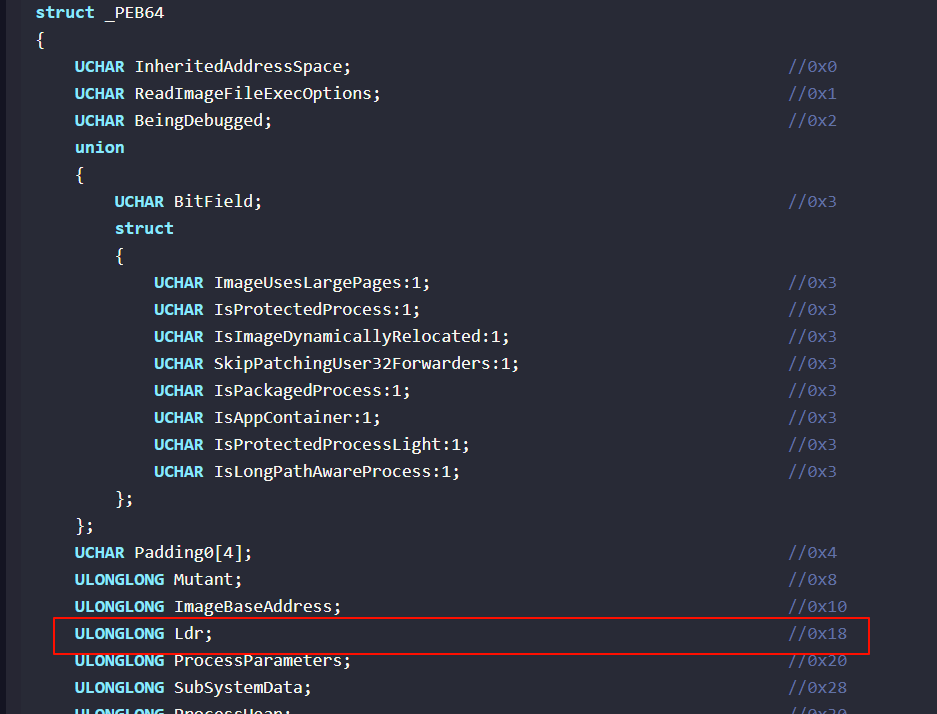 struct _PEB64
{
UCHAR InheritedAddressSpace; //0x0
UCHAR ReadImageFileExecOptions; //0x1
UCHAR BeingDebugged; //0x2
union
{
UCHAR BitField; //0x3
struct
{
UCHAR ImageUsesLargePages:1; //0x3
UCHAR IsProtectedProcess:1; //0x3
UCHAR IsImageDynamicallyRelocated:1; //0x3
UCHAR SkipPatchingUser32Forwarders:1; //0x3
UCHAR IsPackagedProcess:1; //0x3
UCHAR IsAppContainer:1; //0x3
UCHAR IsProtectedProcessLight:1; //0x3
UCHAR IsLongPathAwareProcess:1; //0x3
};
};
UCHAR Padding0[4]; //0x4
ULONGLONG Mutant; //0x8
ULONGLONG ImageBaseAddress; //0x10
ULONGLONG Ldr; //0x18
ULONGLONG ProcessParameters; //0x20
ULONGLONG SubSystemData; //0x28
ULONGLONG ProcessHeap; //0x30